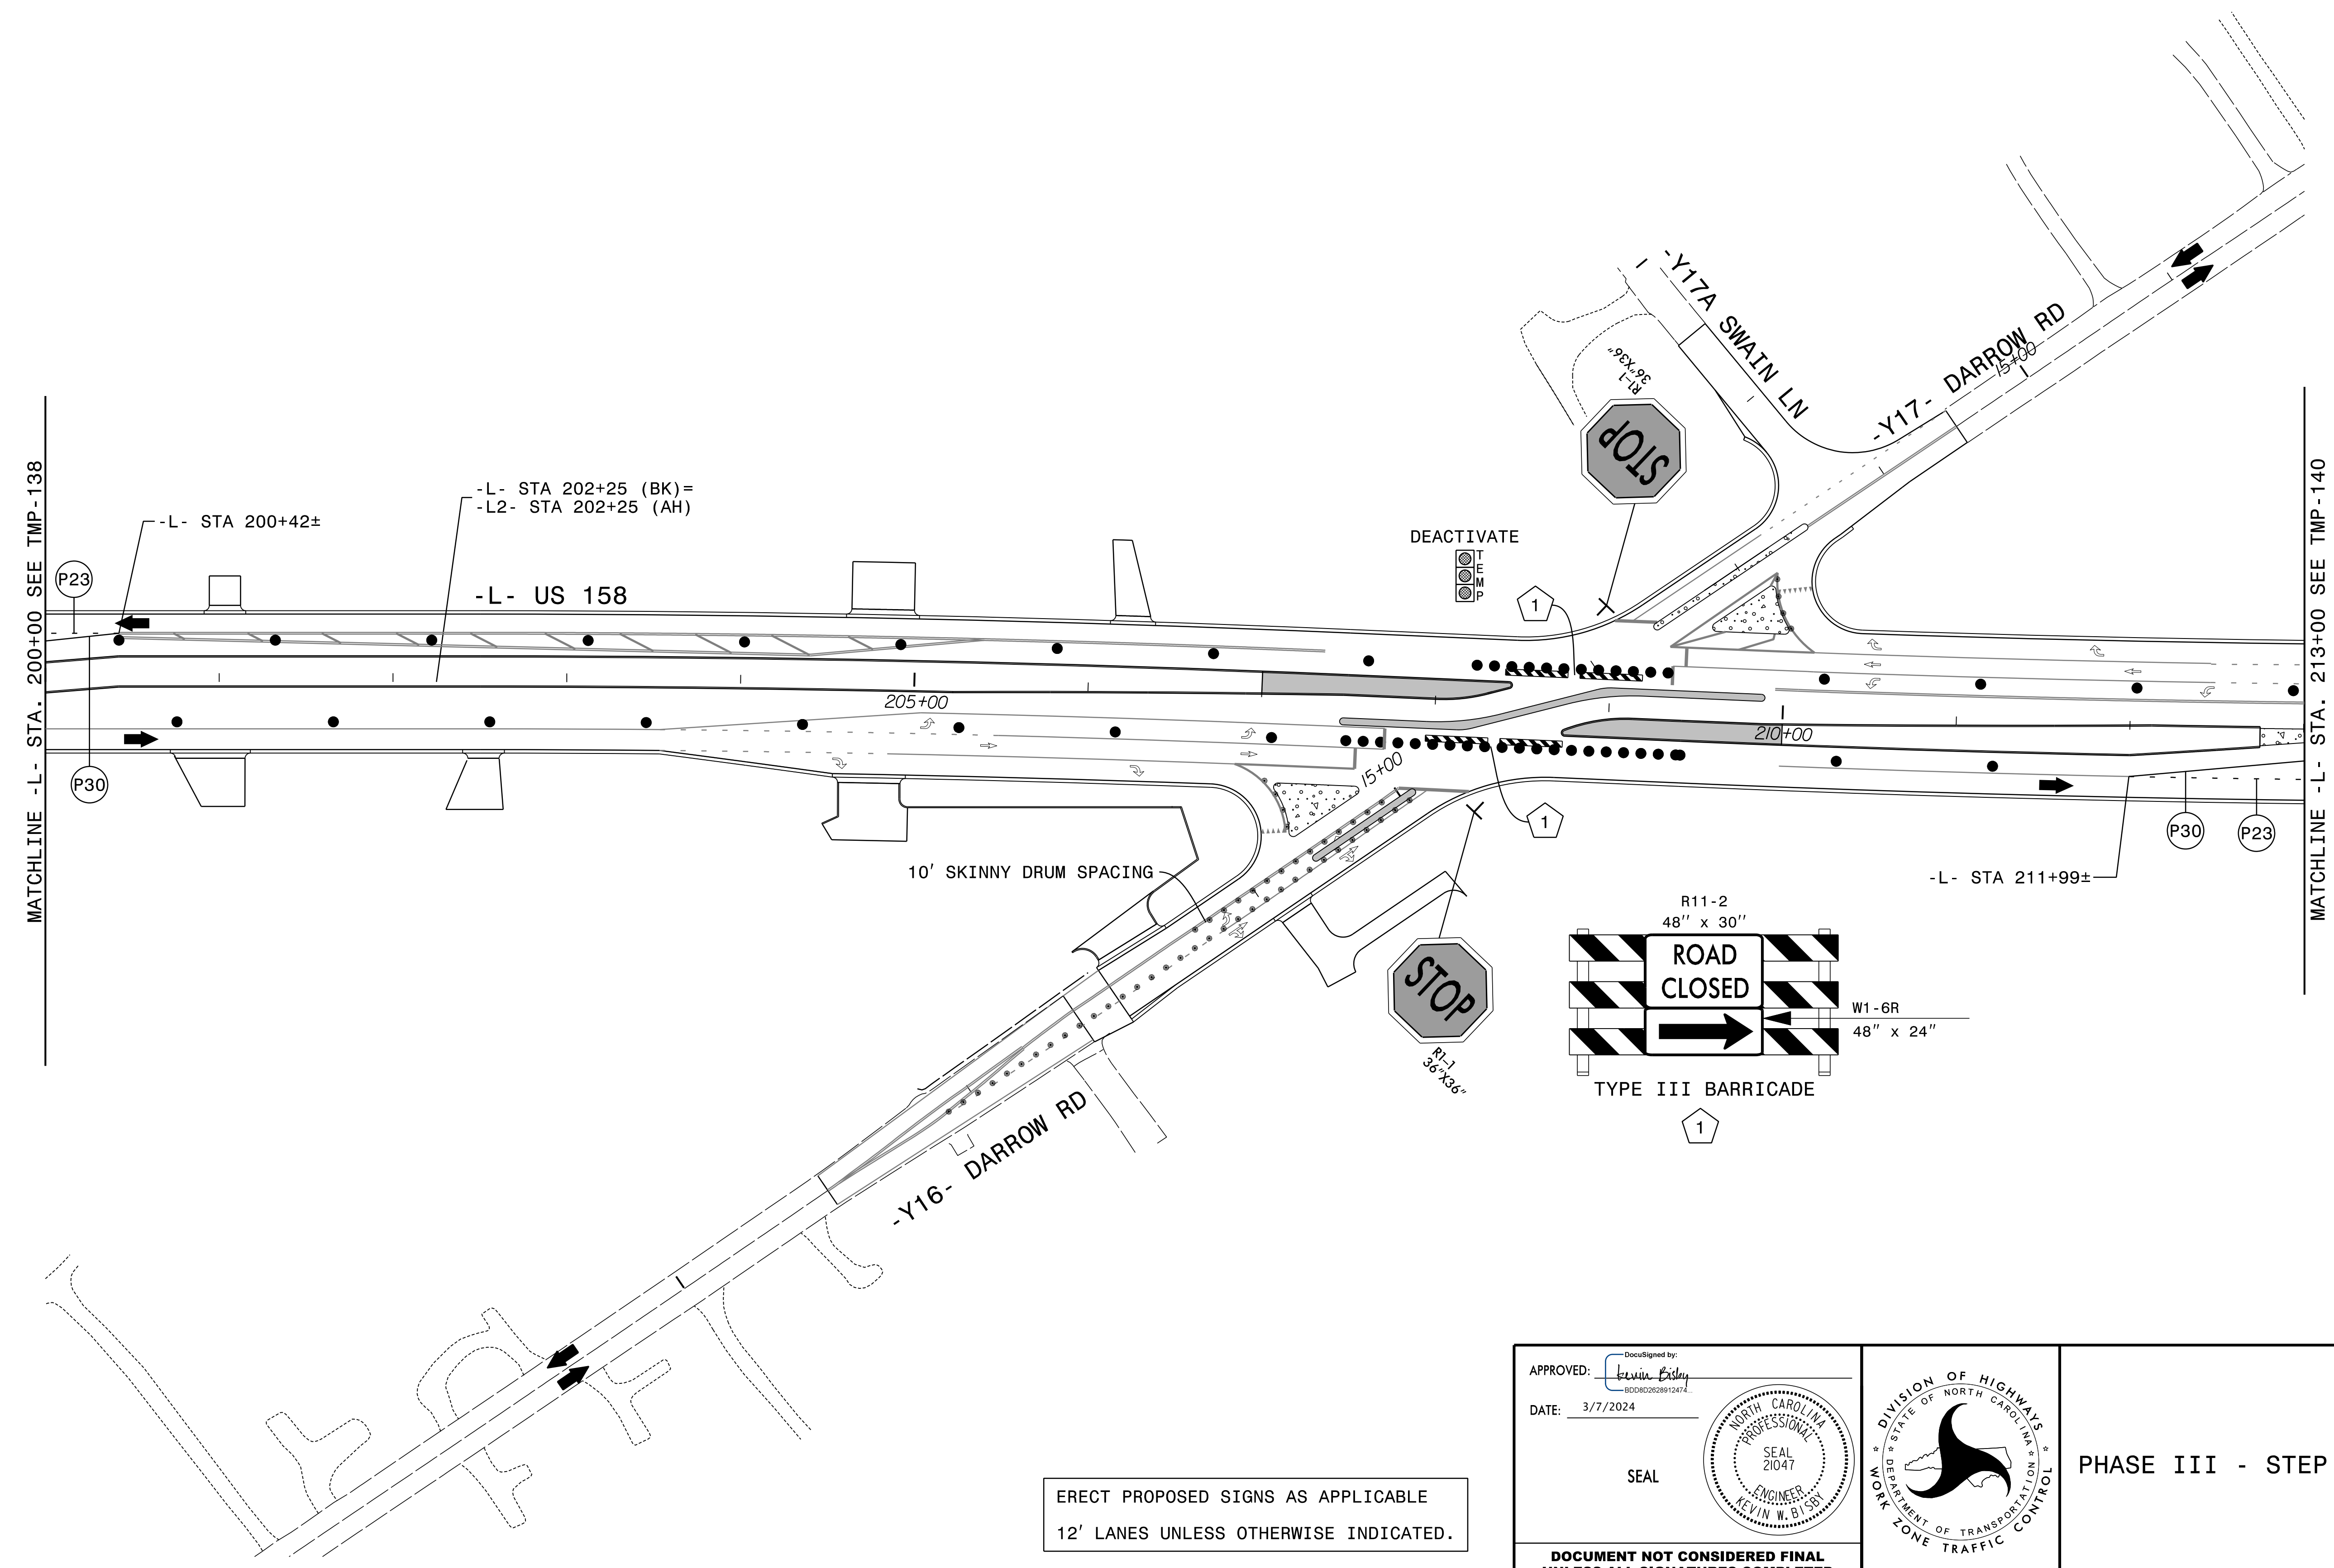 MATCHLINE -L- STA. 200+00 SEE TMP-138
P23
P30
-L- STA 200+42±
-L- STA 202+25 (BK)=
-L2- STA 202+25 (AH)
-L- US 158
205+00
DEACTIVATE
TEMP
1
R1-1
36"X36"
STOP
-Y17A SWAIN LN
-Y17- DARROW RD
15+00
210+00
15+00
1
10' SKINNY DRUM SPACING
STOP
R1-1
36"X36"
-Y16- DARROW RD
P30
P23
-L- STA 211+99±
MATCHLINE -L- STA. 213+00 SEE TMP-140
R11-2
48" x 30"
ROAD
CLOSED
W1-6R
48" x 24"
TYPE III BARRICADE
1
ERECT PROPOSED SIGNS AS APPLICABLE
12' LANES UNLESS OTHERWISE INDICATED.
APPROVED:
DocuSigned by:
Kevin Bisby
BDD8D2628912474...
DATE: 3/7/2024
SEAL
NORTH CAROLINA
PROFESSIONAL
SEAL
21047
ENGINEER
KEVIN W. BISBY
DOCUMENT NOT CONSIDERED FINAL
UNLESS ALL SIGNATURES COMPLETED
DIVISION OF HIGHWAYS
STATE OF NORTH CAROLINA
DEPARTMENT OF TRANSPORTATION
WORK ZONE TRAFFIC CONTROL
PHASE III - STEP